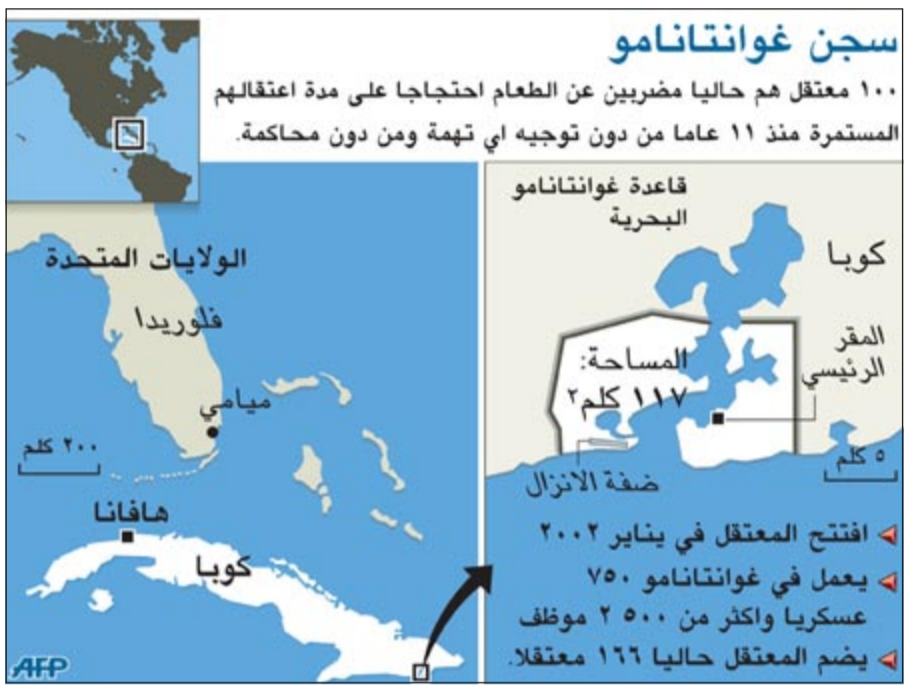 سجن غوانتانامو
١٠٠ معتقل هم حاليا مضربين عن الطعام احتجاجا على مدة اعتقالهم
المستمرة منذ ١١ عاما من دون توجيه اي تهمة ومن دون محاكمة.
قاعدة غوانتانامو
البحرية
كوبا
المقر
الرئيسي
المساحة:
١١٧ كلم٢
ضفة الانزال
٥ كلم
الولايات المتحدة
فلوريدا
ميامي
٢٠٠ كلم
هافانا
كوبا
افتتح المعتقل في يناير ٢٠٠٢
يعمل في غوانتانامو ٧٥٠
عسكريا واكثر من ٥٠٠ ٢ موظف
يضم المعتقل حاليا ١٦٦ معتقلا.
AFP